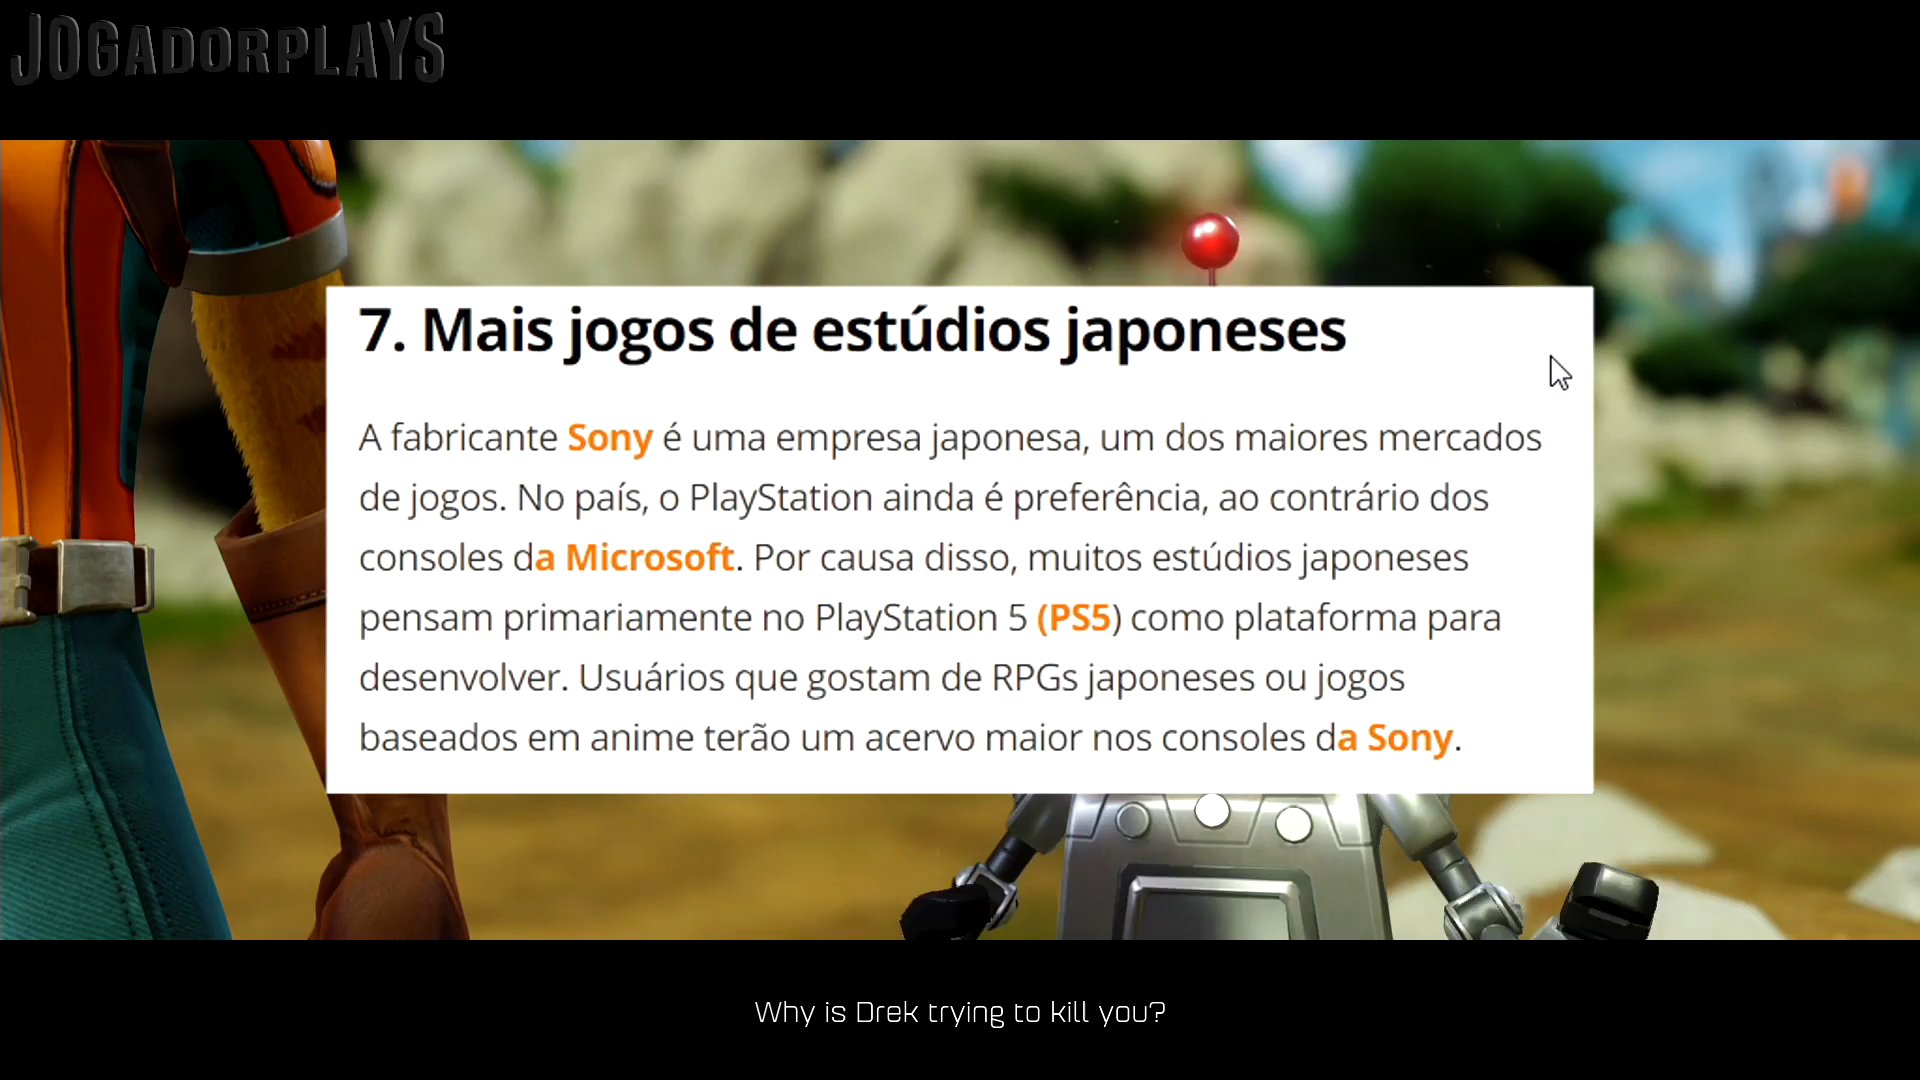 JOGADORPLAYS
7. Mais jogos de estúdios japoneses
A fabricante Sony é uma empresa japonesa, um dos maiores mercados
de jogos. No país, o PlayStation ainda é preferência, ao contrário dos
consoles da Microsoft. Por causa disso, muitos estúdios japoneses
pensam primariamente no PlayStation 5 (PS5) como plataforma para
desenvolver. Usuários que gostam de RPGs japoneses ou jogos
baseados em anime terão um acervo maior nos consoles da Sony.
Why is Drek trying to kill you?